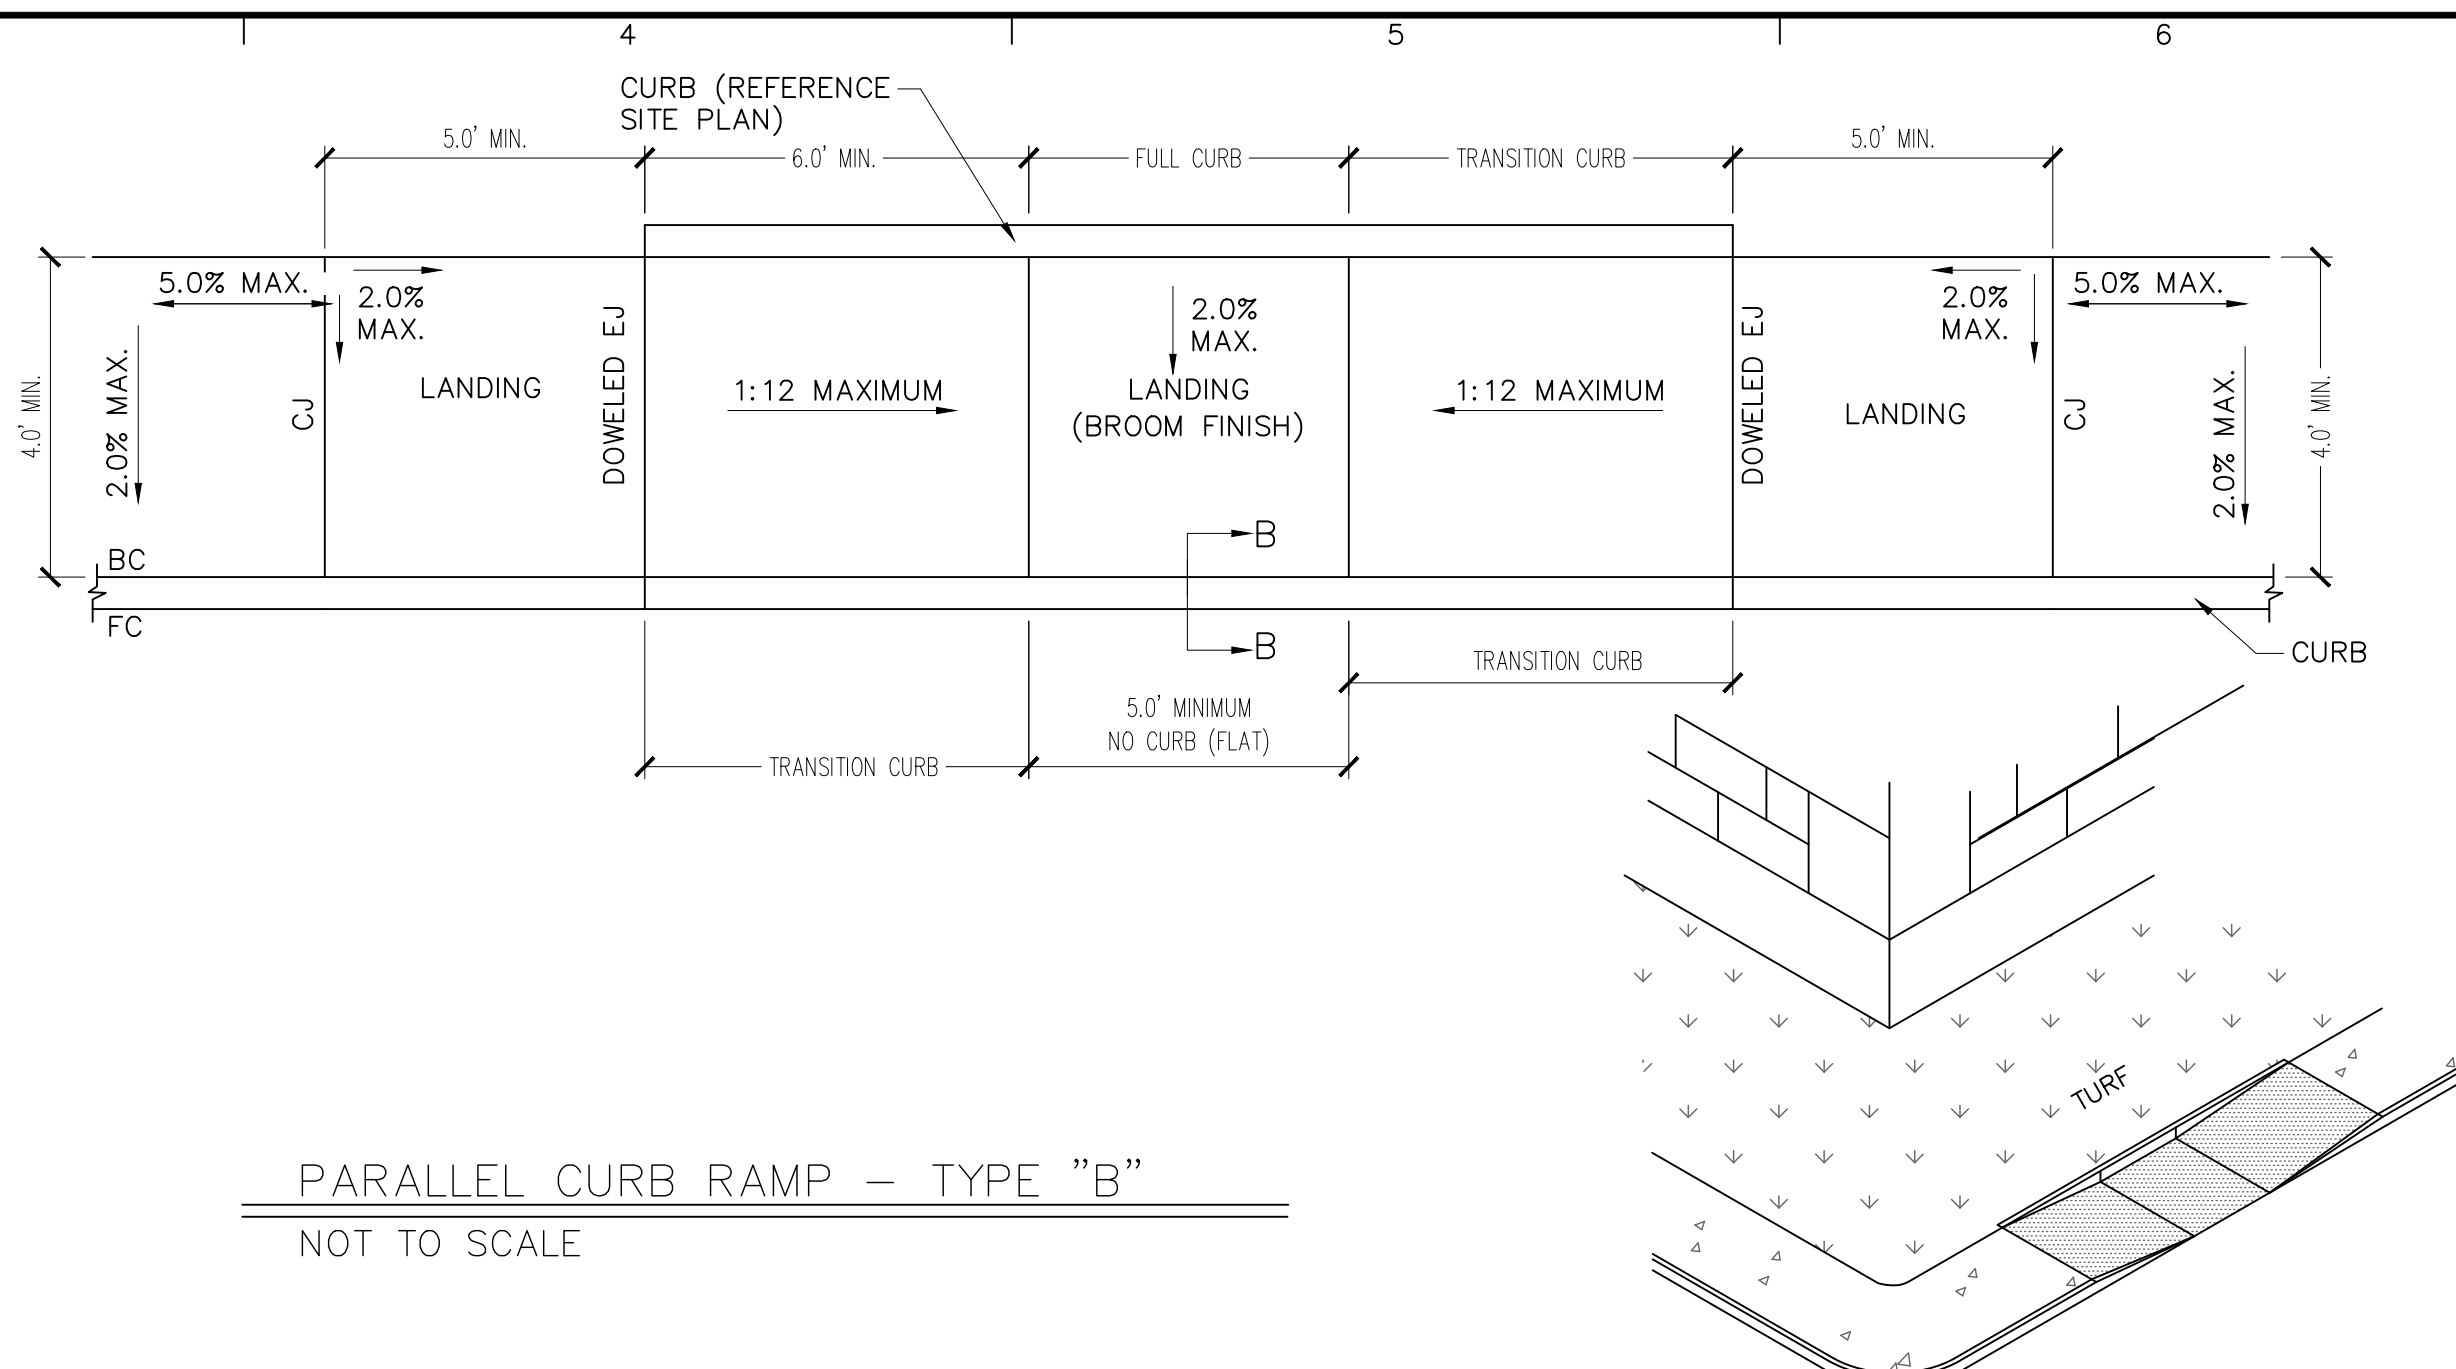 4
5
6
CURB (REFERENCE
SITE PLAN)
5.0' MIN.
6.0' MIN.
FULL CURB
TRANSITION CURB
5.0' MIN.
5.0% MAX.
2.0%
MAX.
2.0%
MAX.
2.0%
MAX.
5.0% MAX.
4.0' MIN.
2.0% MAX.
CJ
LANDING
DOWELED EJ
1:12 MAXIMUM
LANDING
(BROOM FINISH)
1:12 MAXIMUM
DOWELED EJ
LANDING
CJ
2.0% MAX.
4.0' MIN.
B
BC
FC
B
CURB
TRANSITION CURB
5.0' MINIMUM
NO CURB (FLAT)
TRANSITION CURB
TURF
PARALLEL CURB RAMP – TYPE "B"
NOT TO SCALE